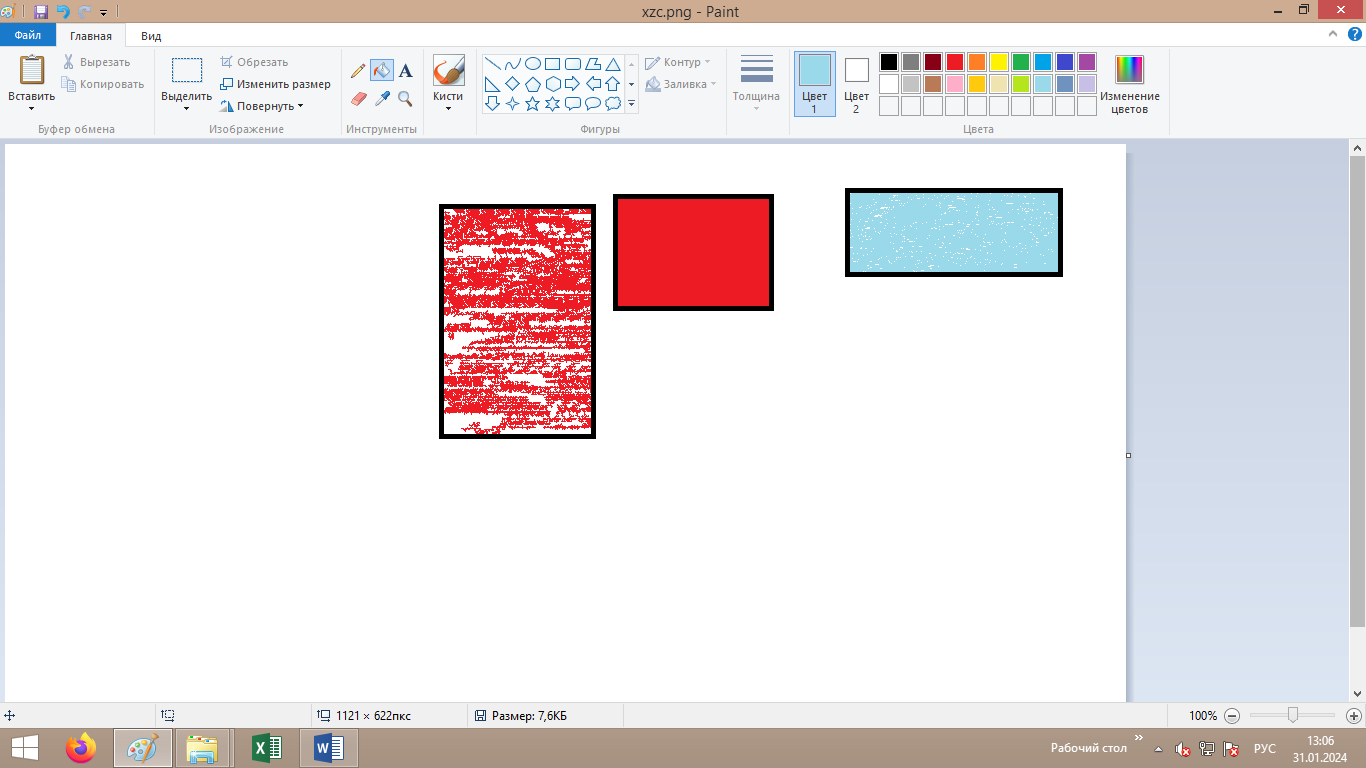 xzc.png - Paint
Файл
Главная
Вид
Вставить
Вырезать
Копировать
Буфер обмена
Выделить
Обрезать
Изменить размер
Повернуть
Изображение
A
Инструменты
Кисти
Контур
Заливка
Фигуры
Толщина
Цвет
1
Цвет
2
Изменение
цветов
Цвета
1121 × 622пкс
Размер: 7,6КБ
100%
Рабочий стол
РУС
13:06
31.01.2024